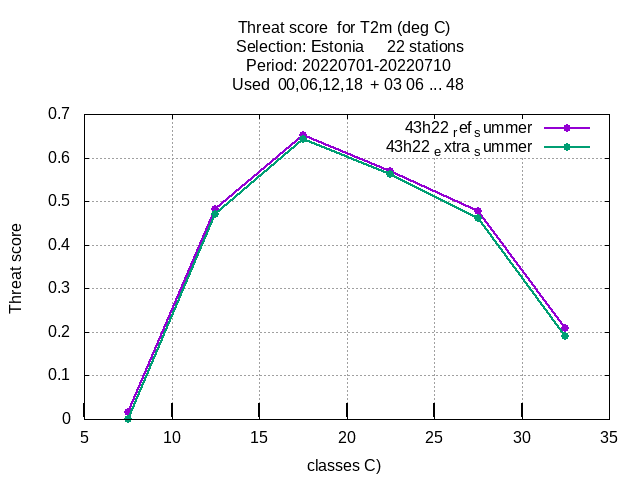 Threat score  for T2m (deg C)
Selection: Estonia     22 stations
Period: 20220701-20220710
Used  00,06,12,18  + 03 06 ... 48
43h22 ref summer
43h22 extra summer
0.7
0.6
0.5
0.4
0.3
0.2
0.1
0
Threat score
5 10 15 20 25 30 35
classes C)